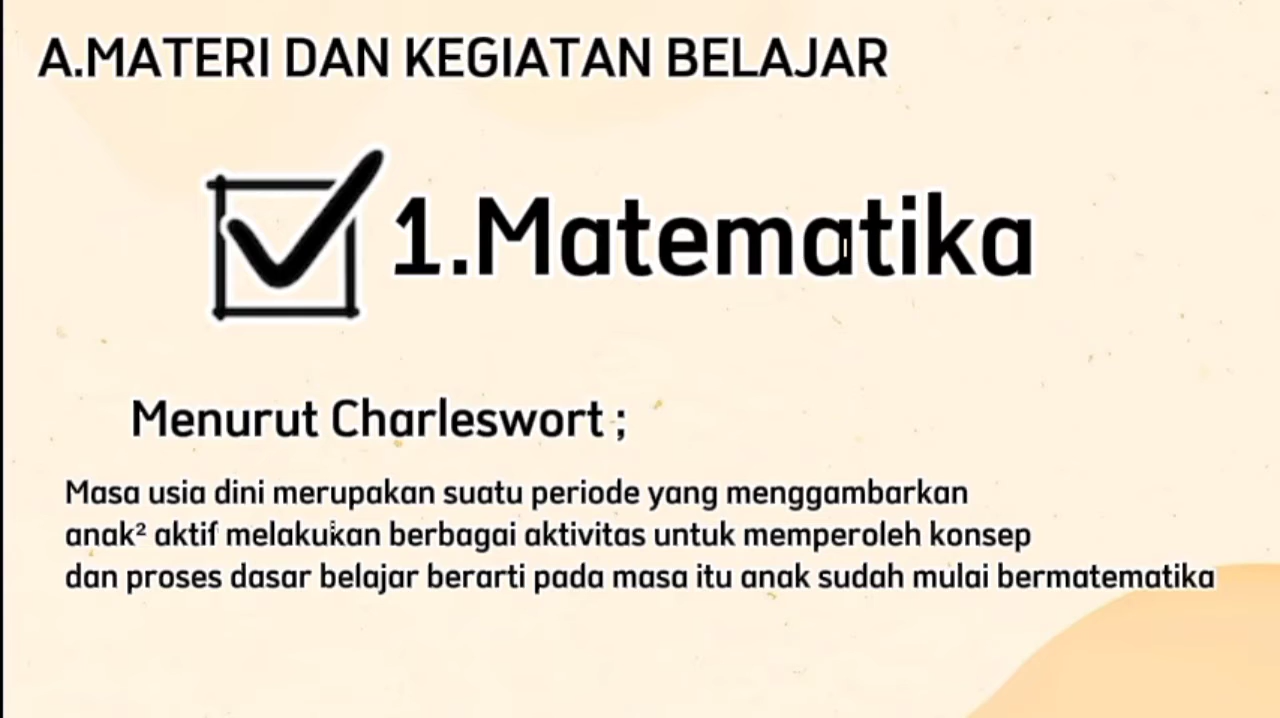 A.MATERI DAN KEGIATAN BELAJAR
1.Matematika
Menurut Charleswort ;
Masa usia dini merupakan suatu periode yang menggambarkan
anak² aktif melakukan berbagai aktivitas untuk memperoleh konsep
dan proses dasar belajar berarti pada masa itu anak sudah mulai bermatematika